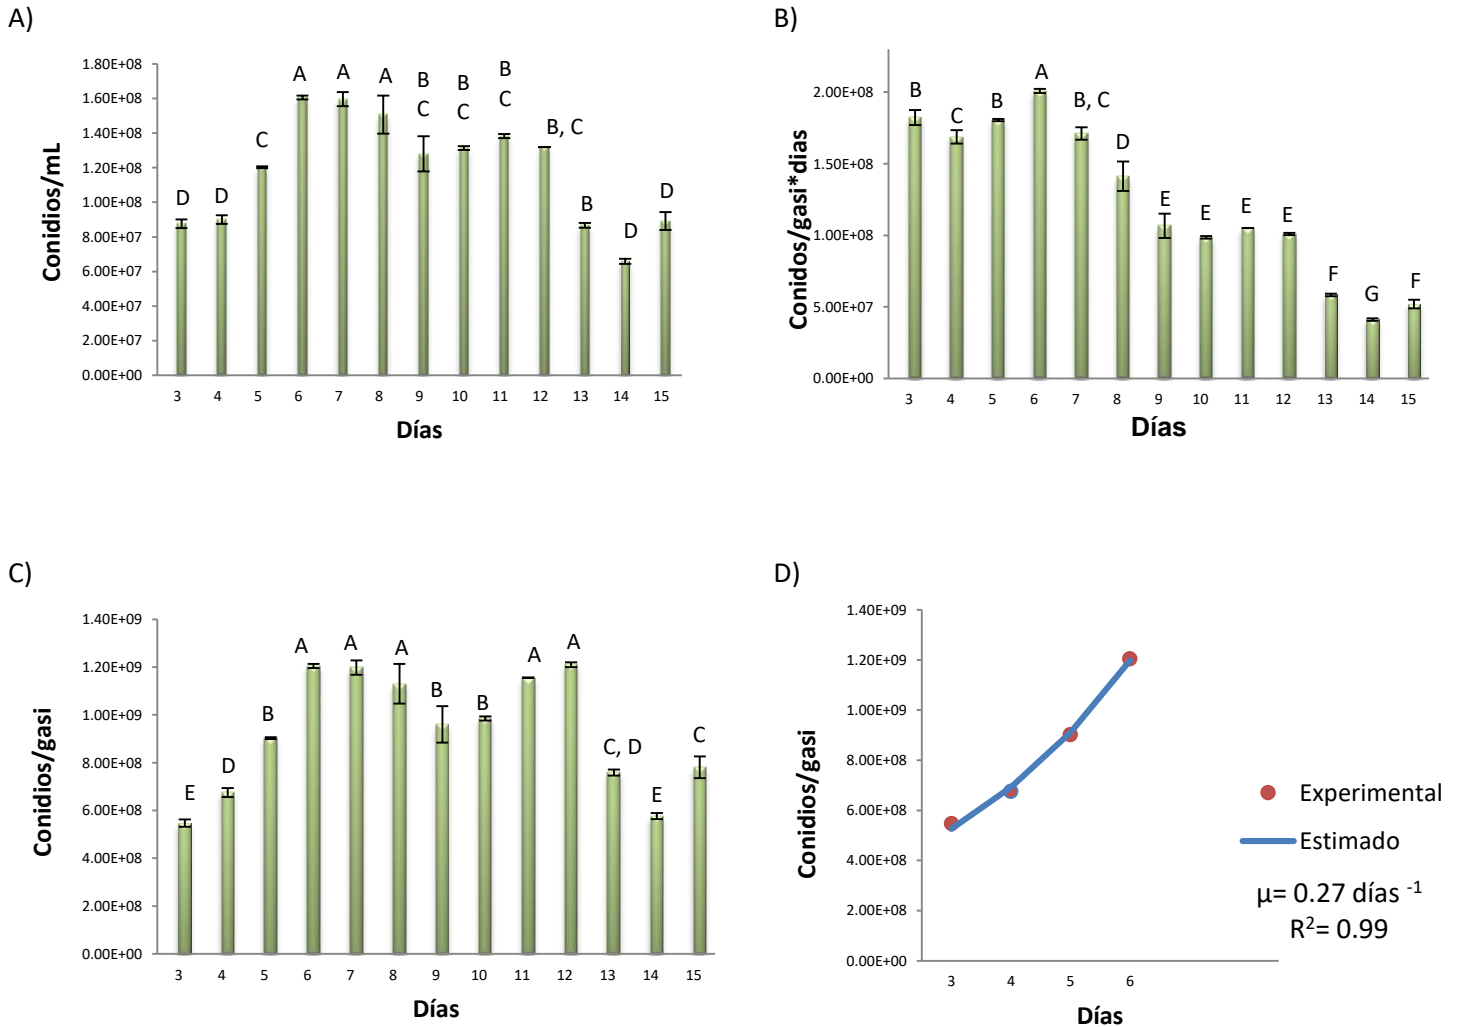 A)
Conidios/mL
1.80E+08
1.60E+08
1.40E+08
1.20E+08
1.00E+08
8.00E+07
6.00E+07
4.00E+07
2.00E+07
0.00E+00
D D C A A A B C B C B C B, C B D D
3 4 5 6 7 8 9 10 11 12 13 14 15
Días
B)
Conidos/gasi*dias
2.00E+08
1.50E+08
1.00E+08
5.00E+07
0.00E+00
B C B A B, C D E E E E F G F
3 4 5 6 7 8 9 10 11 12 13 14 15
Días
C)
Conidios/gasi
1.40E+09
1.20E+09
1.00E+09
8.00E+08
6.00E+08
4.00E+08
2.00E+08
0.00E+00
E D B A A A B B A A C, D E C
3 4 5 6 7 8 9 10 11 12 13 14 15
Días
D)
Conidios/gasi
1.40E+09
1.20E+09
1.00E+09
8.00E+08
6.00E+08
4.00E+08
2.00E+08
0.00E+00
3 4 5 6
Días
Experimental
Estimado
µ= 0.27 días ⁻¹
R²= 0.99